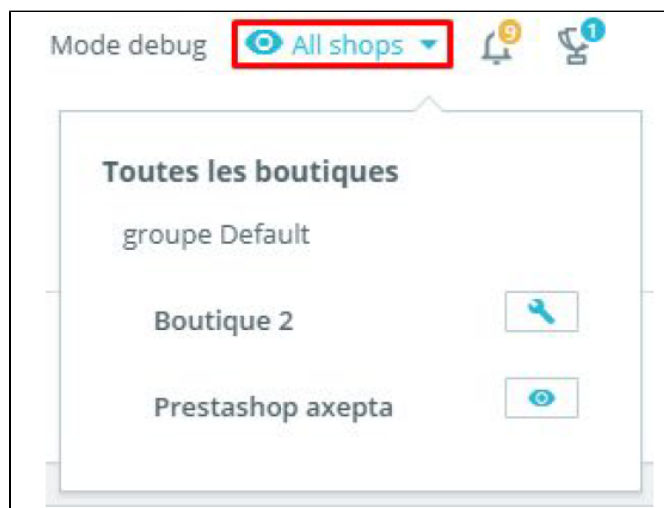 Mode debug All shops 9 1
Toutes les boutiques
groupe Default
Boutique 2
Prestashop axepta